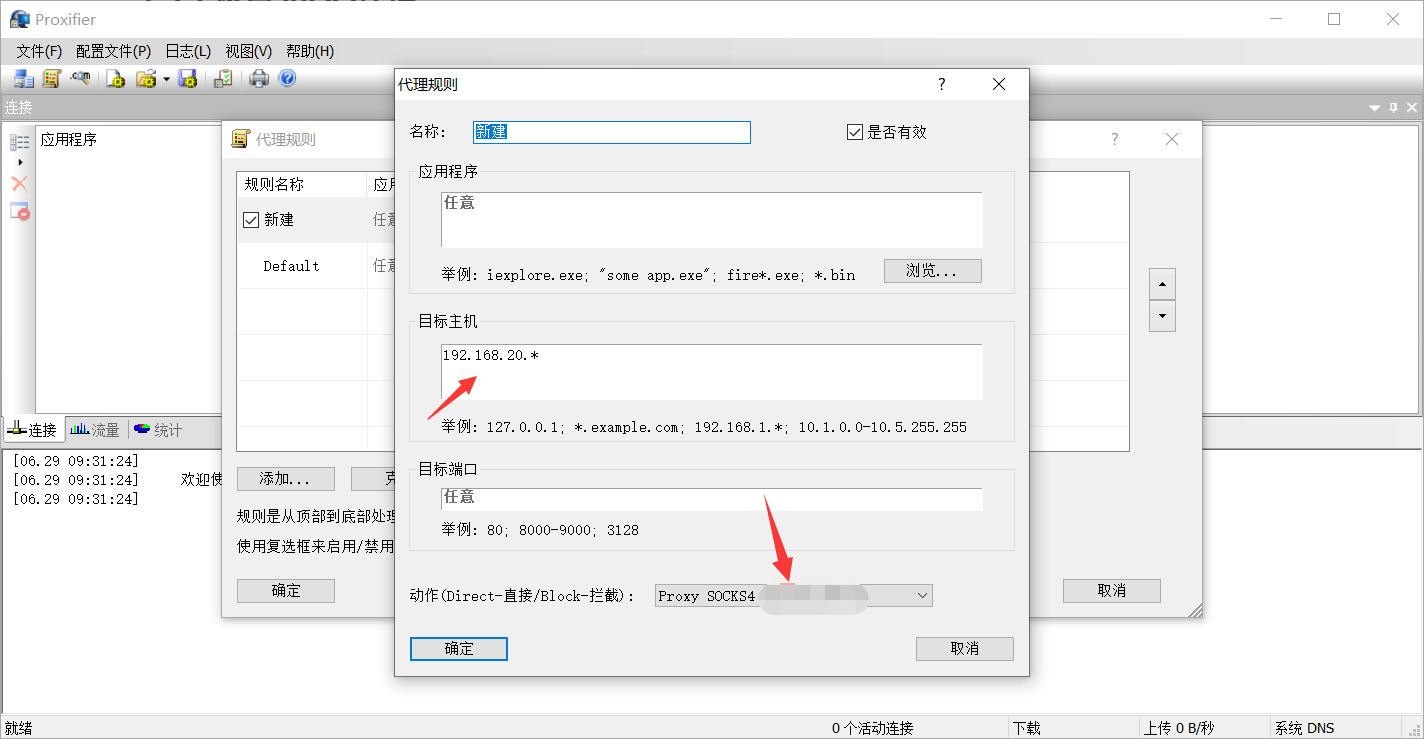 Proxifier
文件(F) 配置文件(P) 日志(L) 视图(V) 帮助(H)
连接
应用程序
代理规则
规则名称
新建 任意
Default 任意
添加...
规则是从顶部到底部处理
使用复选框来启用/禁用
确定
取消
代理规则
名称: 新建 是否有效
应用程序
任意
举例: iexplore.exe; "some app.exe"; fire*.exe; *.bin 浏览...
目标主机
192.168.20.*
举例: 127.0.0.1; *.example.com; 192.168.1.*; 10.1.0.0-10.5.255.255
目标端口
任意
举例: 80; 8000-9000; 3128
动作(Direct-直接/Block-拦截): Proxy SOCKS4
确定 取消
连接 流量 统计
[06.29 09:31:24]
[06.29 09:31:24] 欢迎使
[06.29 09:31:24]
就绪 0 个活动连接 下载 上传 0 B/秒 系统 DNS